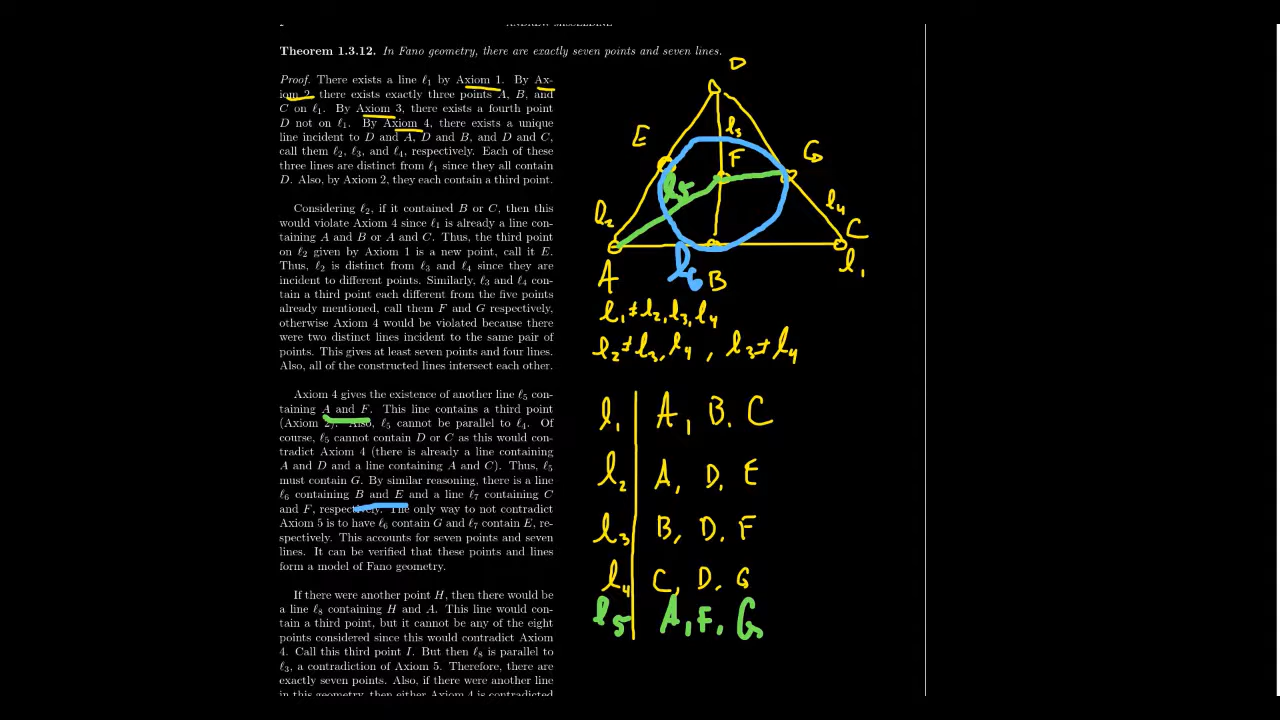 2 ANDREW MISSELDINE
Theorem 1.3.12. In Fano geometry, there are exactly seven points and seven lines.
Proof. There exists a line ℓ1 by Axiom 1. By Ax-
iom 2, there exists exactly three points A, B, and
C on ℓ1. By Axiom 3, there exists a fourth point
D not on ℓ1. By Axiom 4, there exists a unique
line incident to D and A, D and B, and D and C,
call them ℓ2, ℓ3, and ℓ4, respectively. Each of these
three lines are distinct from ℓ1 since they all contain
D. Also, by Axiom 2, they each contain a third point.
Considering ℓ2, if it contained B or C, then this
would violate Axiom 4 since ℓ1 is already a line con-
taining A and B or A and C. Thus, the third point
on ℓ2 given by Axiom 1 is a new point, call it E.
Thus, ℓ2 is distinct from ℓ3 and ℓ4 since they are
incident to different points. Similarly, ℓ3 and ℓ4 con-
tain a third point each different from the five points
already mentioned, call them F and G respectively,
otherwise Axiom 4 would be violated because there
were two distinct lines incident to the same pair of
points. This gives at least seven points and four lines.
Also, all of the constructed lines intersect each other.
Axiom 4 gives the existence of another line ℓ5 con-
taining A and F. This line contains a third point
(Axiom 2). Also, ℓ5 cannot be parallel to ℓ4. Of
course, ℓ5 cannot contain D or C as this would con-
tradict Axiom 4 (there is already a line containing
A and D and a line containing A and C). Thus, ℓ5
must contain G. By similar reasoning, there is a line
ℓ6 containing B and E and a line ℓ7 containing C
and F, respectively. The only way to not contradict
Axiom 5 is to have ℓ6 contain G and ℓ7 contain E, re-
spectively. This accounts for seven points and seven
lines. It can be verified that these points and lines
form a model of Fano geometry.
If there were another point H, then there would be
a line ℓ8 containing H and A. This line would con-
tain a third point, but it cannot be any of the eight
points considered since this would contradict Axiom
4. Call this third point I. But then ℓ8 is parallel to
ℓ3, a contradiction of Axiom 5. Therefore, there are
exactly seven points. Also, if there were another line
in this geometry, then either Axiom 4 is contradicted
D
E
ℓ3
F
G
ℓ5
ℓ2
ℓ4
C
ℓ1
A
ℓ6
B
ℓ1 ≠ ℓ2, ℓ3, ℓ4
ℓ2 ≠ ℓ3, ℓ4 , ℓ3 ≠ ℓ4
ℓ1 A, B, C
ℓ2 A, D, E
ℓ3 B, D, F
ℓ4 C, D, G
ℓ5 A, F, G